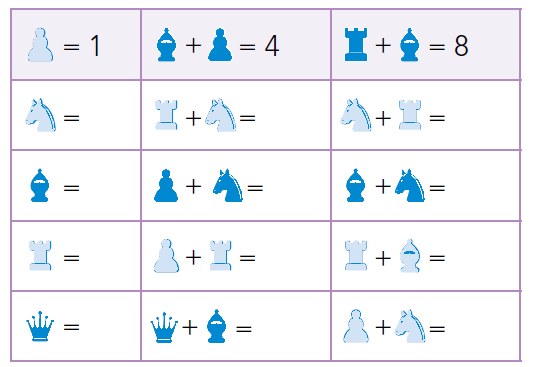 ♙ = 1 ♝ + ♟ = 4 ♜ + ♝ = 8
♘ = ♖ + ♘ = ♘ + ♖ =
♝ = ♟ + ♞ = ♝ + ♞ =
♖ = ♙ + ♖ = ♖ + ♗ =
♛ = ♛ + ♝ = ♙ + ♘ =